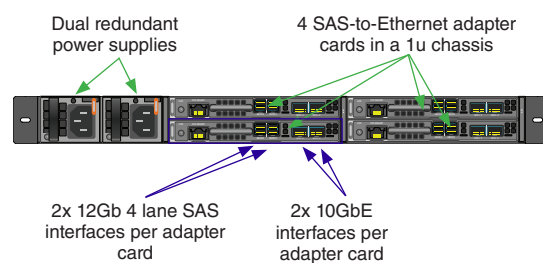 Dual redundant
power supplies
4 SAS-to-Ethernet adapter
cards in a 1u chassis
2x 12Gb 4 lane SAS
interfaces per adapter
card
2x 10GbE
interfaces per
adapter card